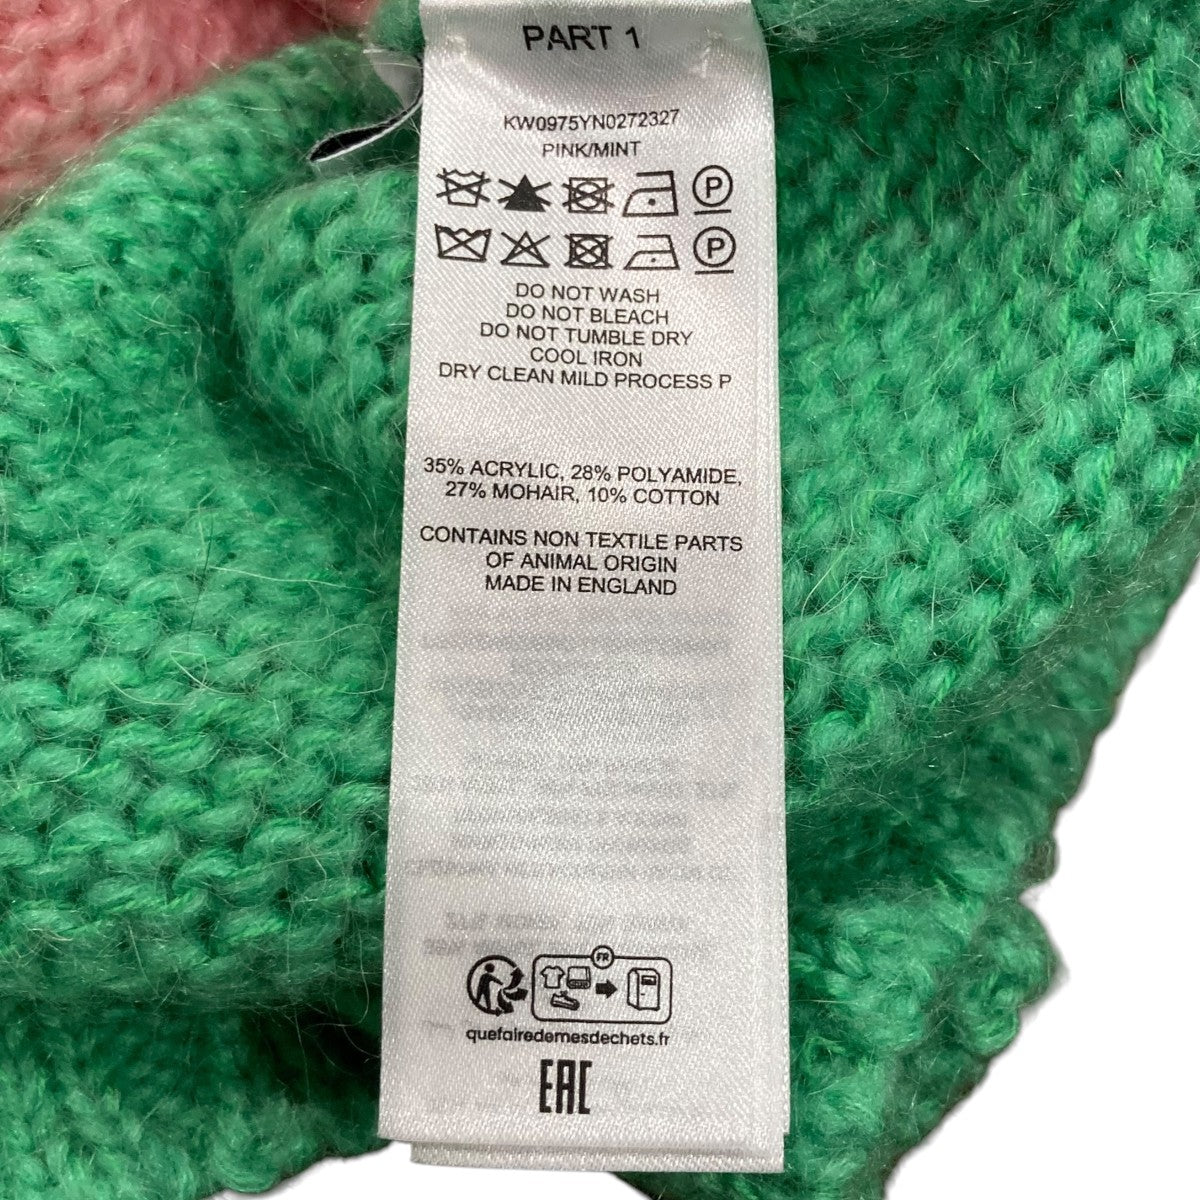 PART 1
KW0975YN0272327
PINK/MINT
P
P
DO NOT WASH
DO NOT BLEACH
DO NOT TUMBLE DRY
COOL IRON
DRY CLEAN MILD PROCESS P
35% ACRYLIC, 28% POLYAMIDE,
27% MOHAIR, 10% COTTON
CONTAINS NON TEXTILE PARTS
OF ANIMAL ORIGIN
MADE IN ENGLAND
FR
quefairedemesdechets.fr
EAC